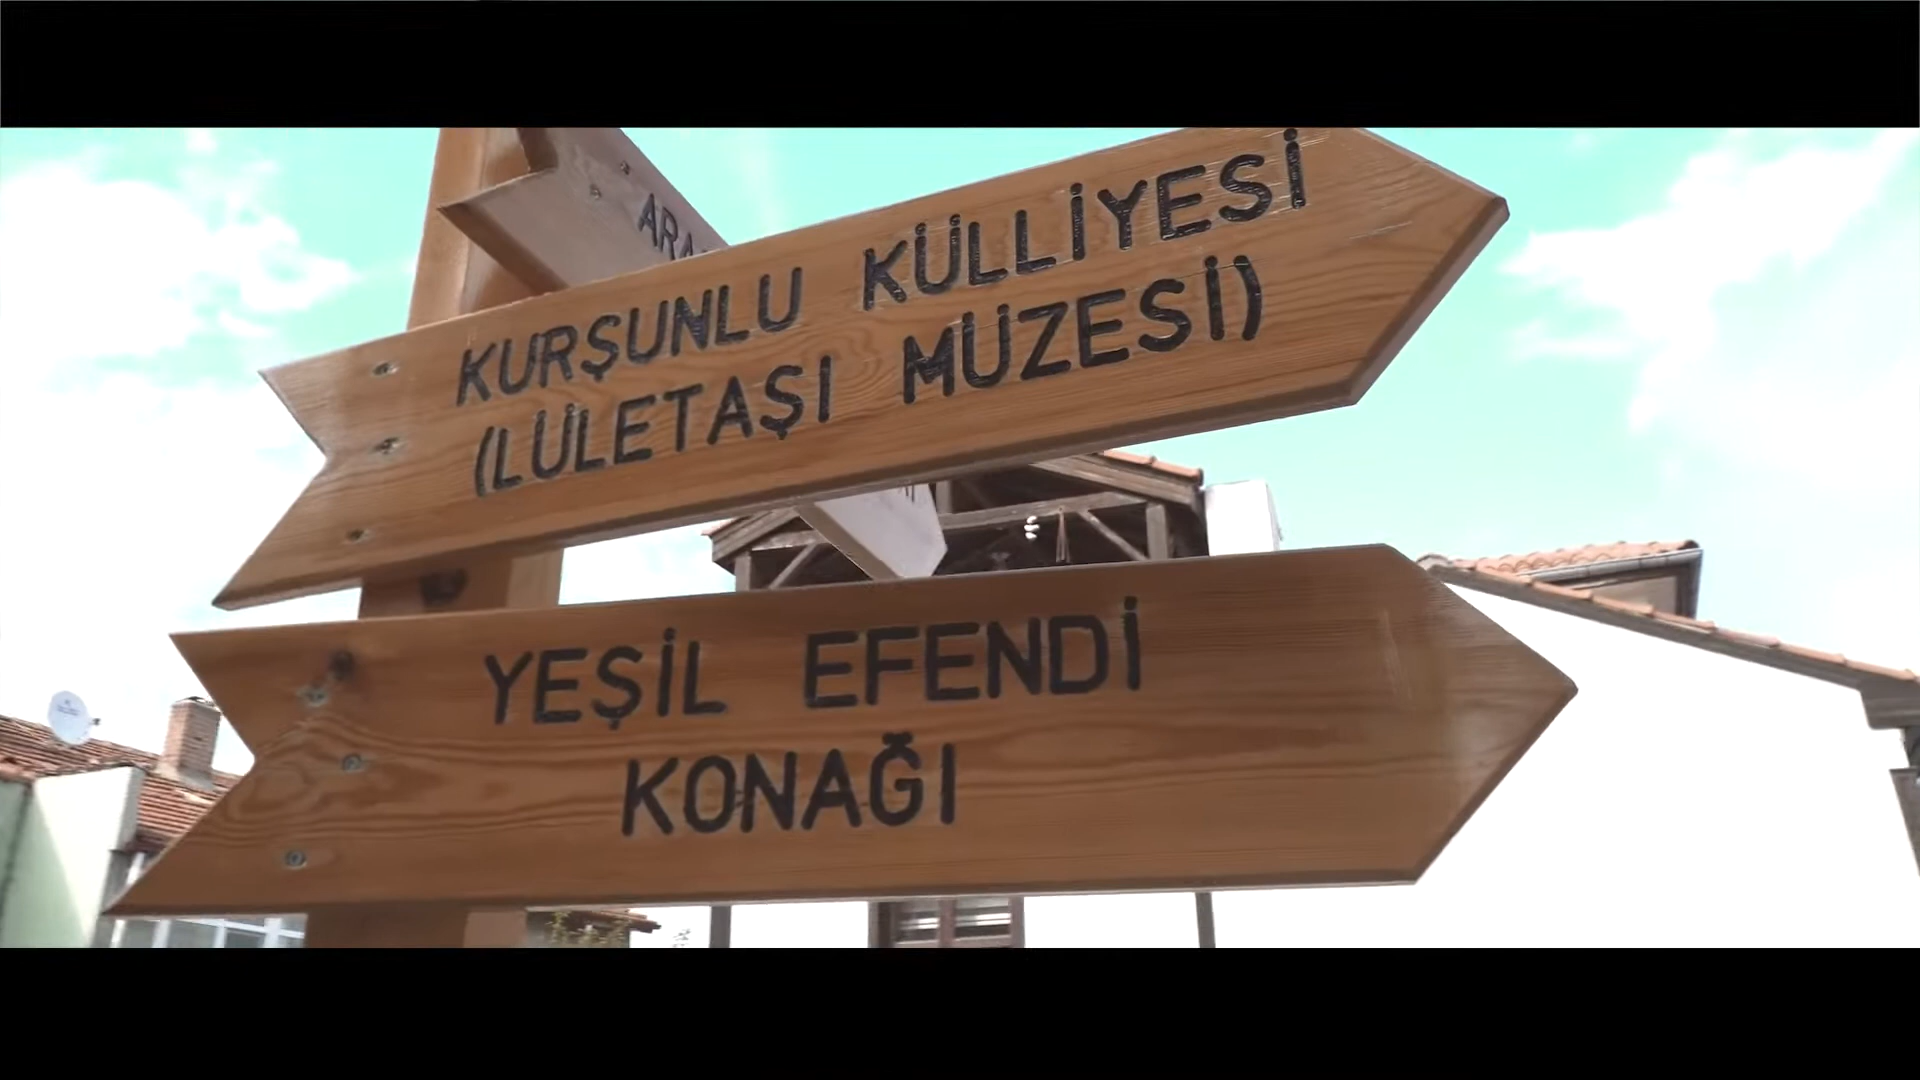 KURŞUNLU KÜLLİYESİ
(LÜLETAŞI MÜZESİ)
YEŞİL EFENDİ
KONAĞI